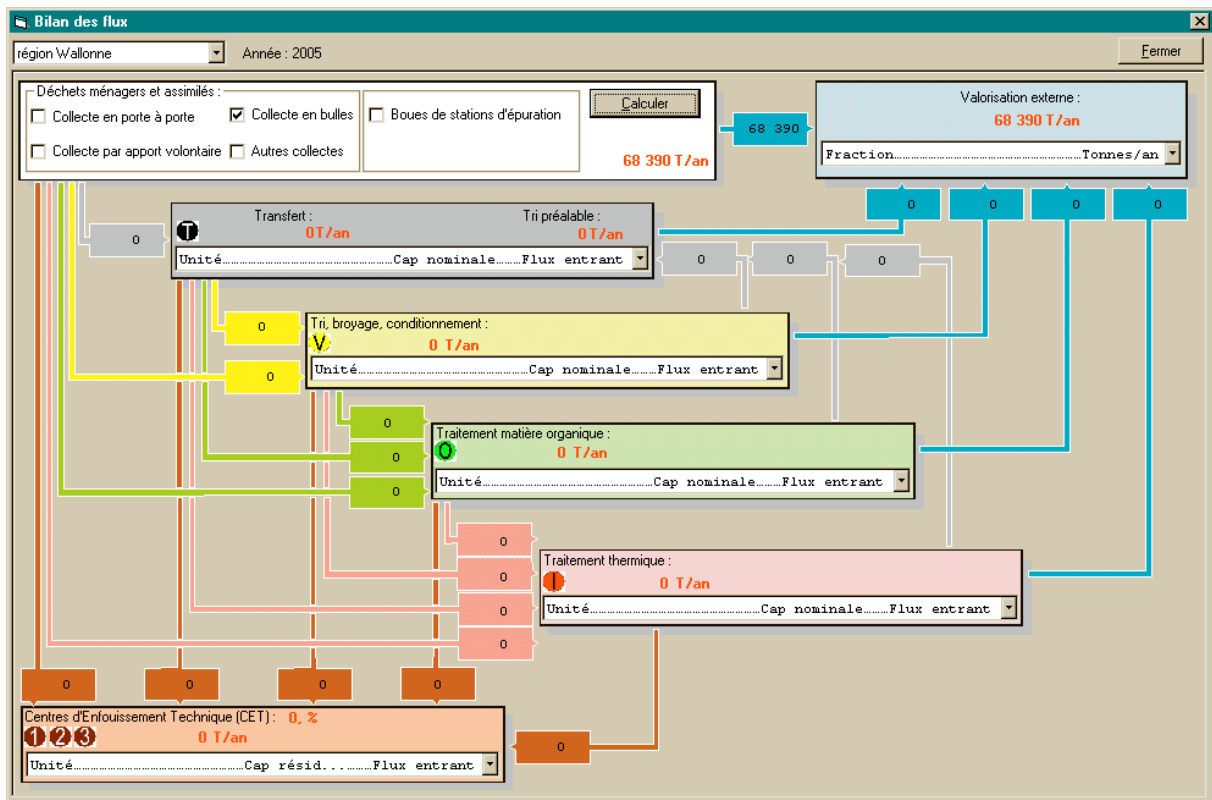 Bilan des flux
région Wallonne Année : 2005 Fermer
Déchets ménagers et assimilés :
Collecte en porte à porte Collecte en bulles Boues de stations d'épuration Calculer
Collecte par apport volontaire Autres collectes 68 390 T/an
68 390
Valorisation externe :
68 390 T/an
Fraction...Tonnes/an
0 0 0 0
0
T Transfert : Tri préalable :
0T/an 0T/an
Unité...Cap nominale...Flux entrant
0 0 0
0
Tri, broyage, conditionnement :
V 0 T/an
Unité...Cap nominale...Flux entrant
0
0
Traitement matière organique :
0
O 0 T/an
Unité...Cap nominale...Flux entrant
0
0
Traitement thermique :
0
I 0 T/an
Unité...Cap nominale...Flux entrant
0
0
0 0 0 0
Centres d'Enfouissement Technique (CET) : 0, %
1 2 3 0 T/an
Unité...Cap résid...Flux entrant
0